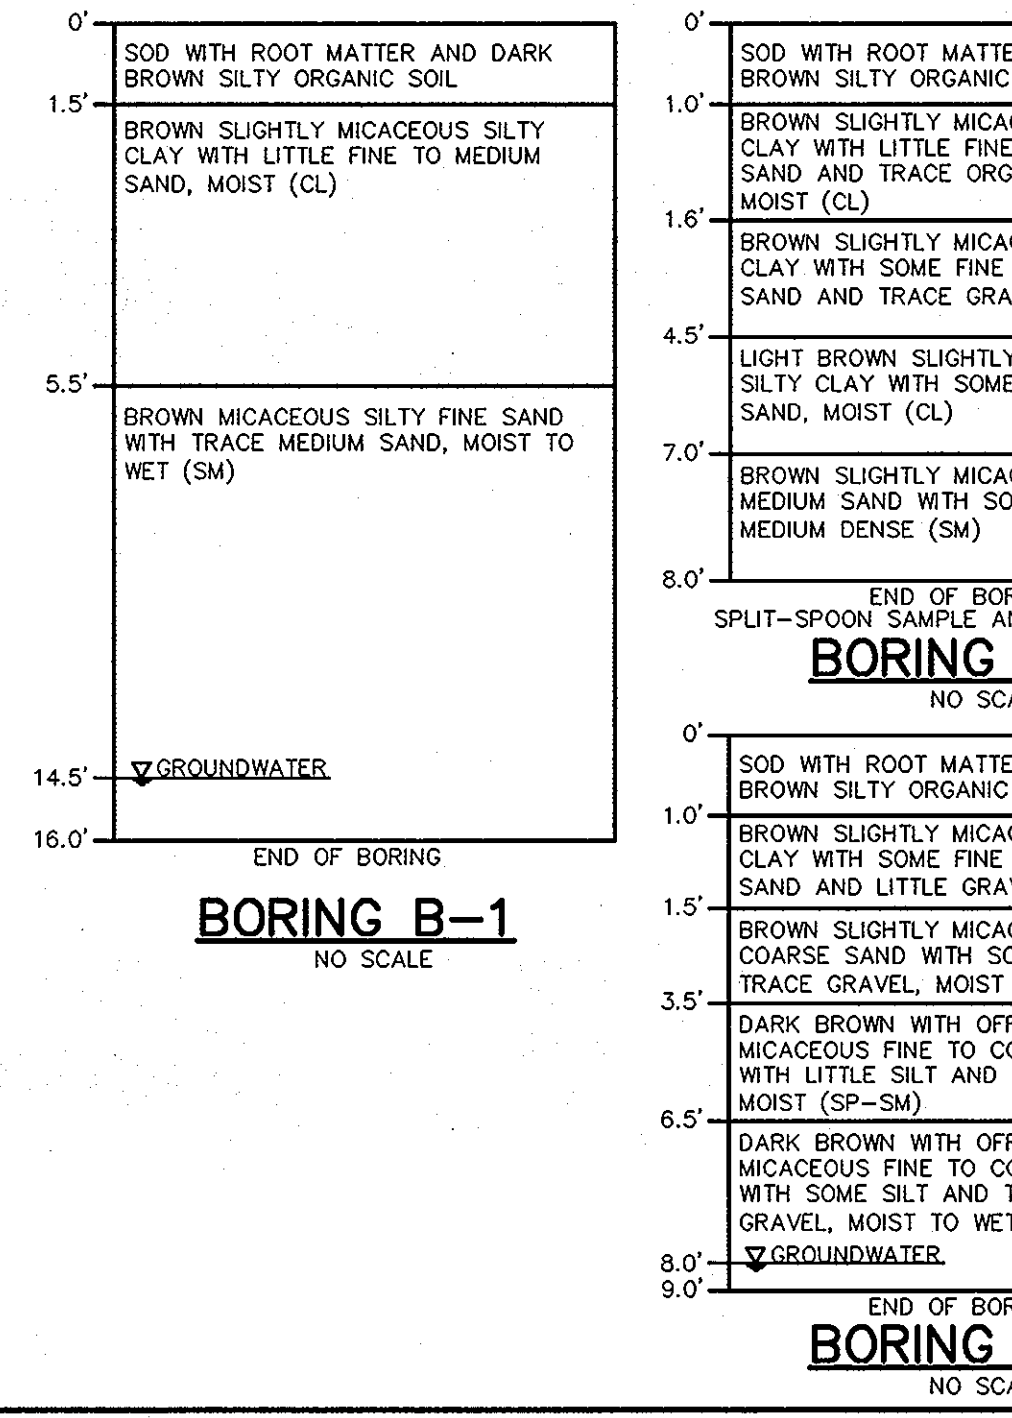 0'
SOD WITH ROOT MATTER AND DARK
BROWN SILTY ORGANIC SOIL
1.5'
BROWN SLIGHTLY MICACEOUS SILTY
CLAY WITH LITTLE FINE TO MEDIUM
SAND, MOIST (CL)
5.5'
BROWN MICACEOUS SILTY FINE SAND
WITH TRACE MEDIUM SAND, MOIST TO
WET (SM)
GROUNDWATER
14.5'
16.0'
END OF BORING
BORING B-1
NO SCALE
0'
SOD WITH ROOT
BROWN SILTY ORGANIC
1.0'
BROWN SLIGHTLY
CLAY WITH LITTLE FINE
SAND AND TRACE
MOIST (CL)
1.6'
BROWN SLIGHTLY
CLAY WITH SOME FINE
SAND AND TRACE
4.5'
LIGHT BROWN SLIGHTLY
SILTY CLAY WITH SOME
SAND, MOIST (CL)
7.0'
BROWN SLIGHTLY
MEDIUM SAND WITH
MEDIUM DENSE (SM)
8.0'
END OF
SPLIT-SPOON SAMPLE
BORING
NO
0'
SOD WITH ROOT
BROWN SILTY ORGANIC
1.0'
BROWN SLIGHTLY
CLAY WITH SOME FINE
SAND AND LITTLE
1.5'
BROWN SLIGHTLY
COARSE SAND WITH
TRACE GRAVEL, MOIST
3.5'
DARK BROWN WITH
MICACEOUS FINE TO
WITH LITTLE SILT AND
MOIST (SP-SM)
6.5'
DARK BROWN WITH
MICACEOUS FINE TO
WITH SOME SILT AND
GRAVEL, MOIST TO WET
GROUNDWATER
8.0'
9.0'
END OF
BORING
NO